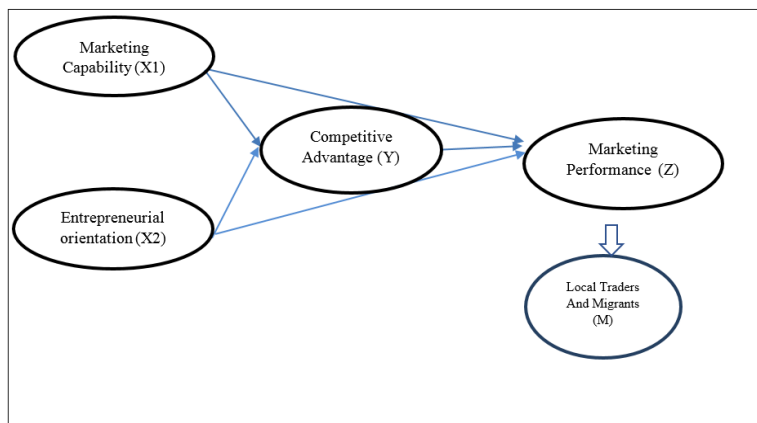 Marketing
Capability (X1)
Competitive
Advantage (Y)
Marketing
Performance (Z)
Entrepreneurial
orientation (X2)
Local Traders
And Migrants
(M)